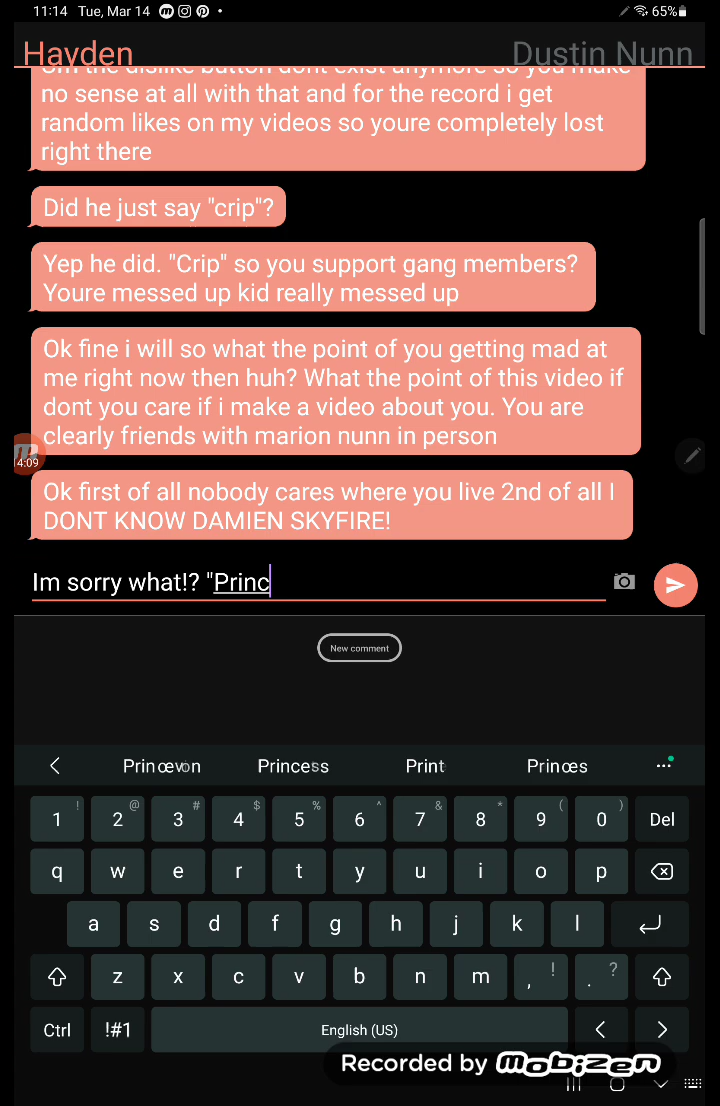 11:14 Tue, Mar 14 65%
Hayden Dustin Nunn
no sense at all with that and for the record i get
random likes on my videos so youre completely lost
right there
Did he just say "crip"?
Yep he did. "Crip" so you support gang members?
Youre messed up kid really messed up
Ok fine i will so what the point of you getting mad at
me right now then huh? What the point of this video if
dont you care if i make a video about you. You are
clearly friends with marion nunn in person
4:09
Ok first of all nobody cares where you live 2nd of all I
DONT KNOW DAMIEN SKYFIRE!
Im sorry what!? "Princ
New comment
Princess Print Princes
! @ # $ % ^ & * ( )
1 2 3 4 5 6 7 8 9 0 Del
q w e r t y u i o p
a s d f g h j k l
z x c v b n m , ! . ?
Ctrl !#1 English (US) < >
Recorded by Mobizen